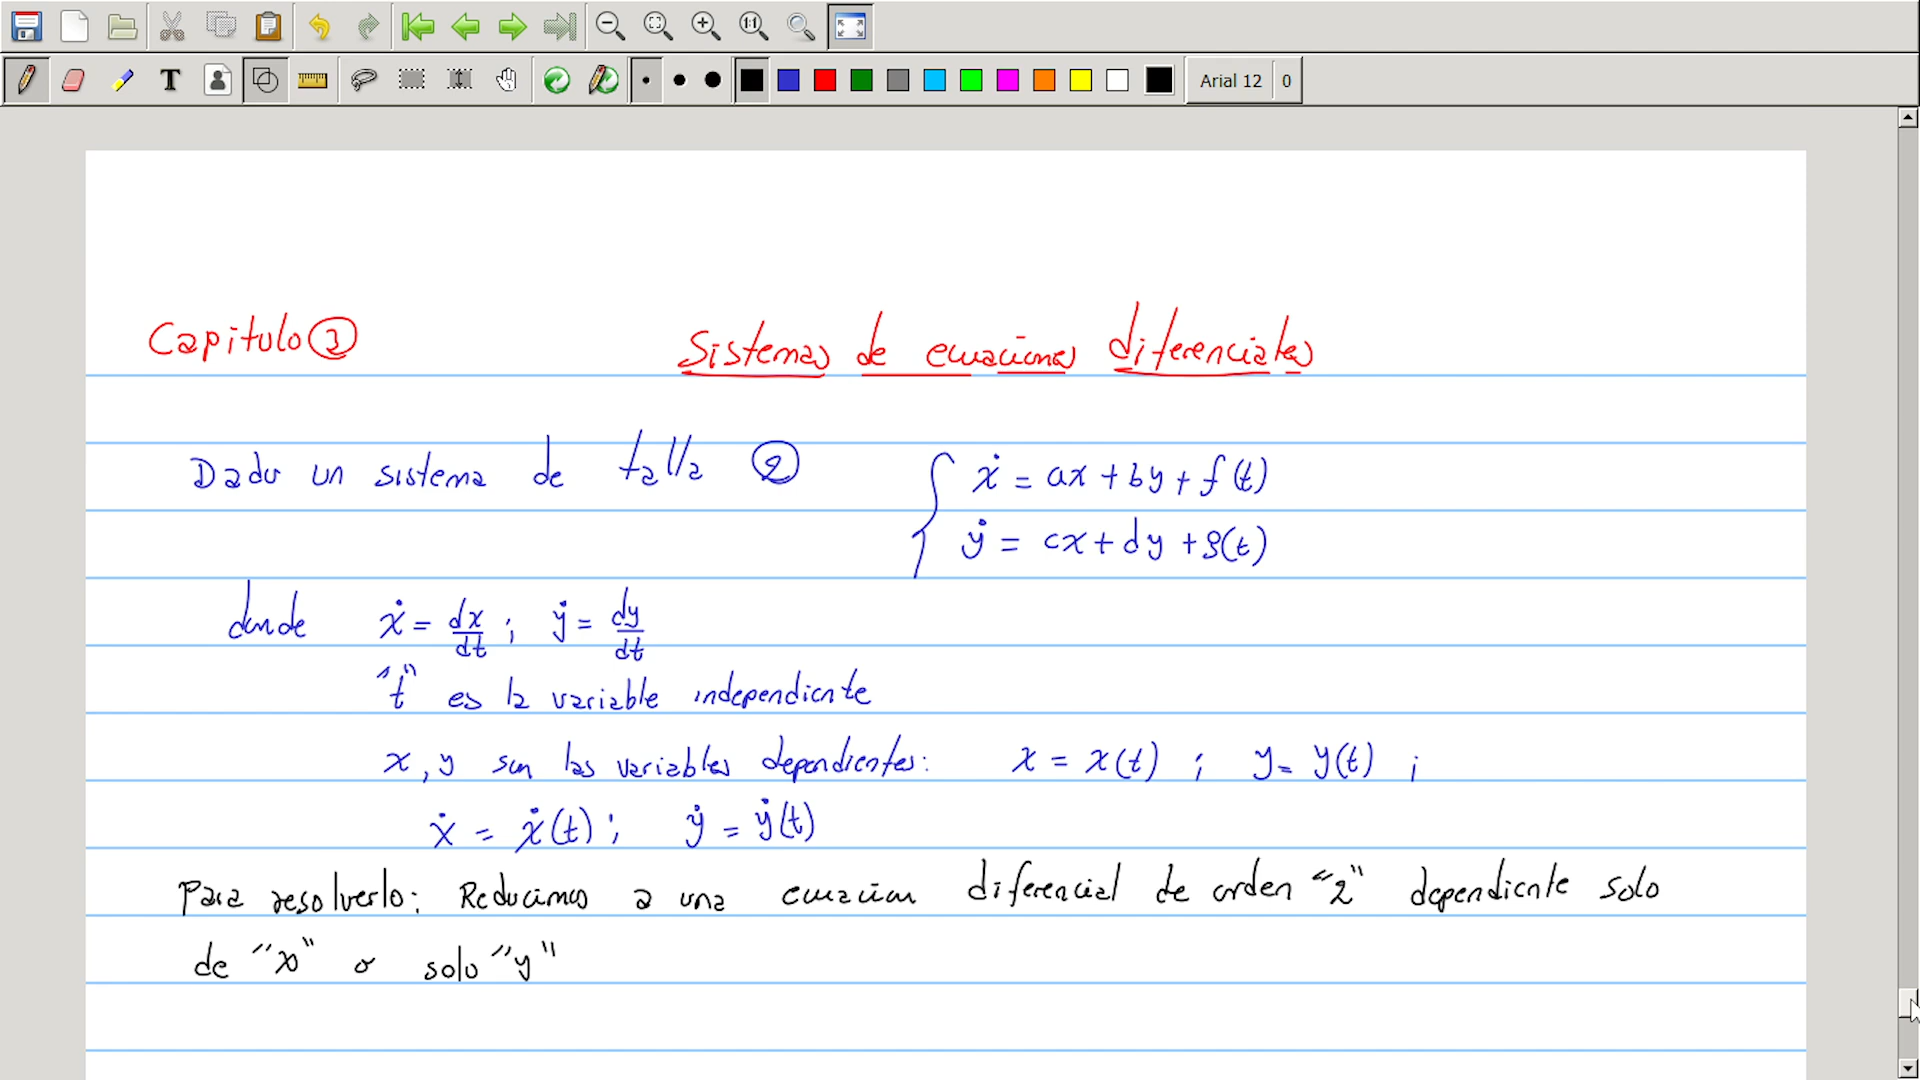 T Arial 12 0
Capitulo ③ Sistemas de ecuaciones diferenciales
Dado un sistema de talla ② { ẋ = ax + by + f(t)
ẏ = cx + dy + g(t)
donde ẋ = dx/dt ; ẏ = dy/dt
"t" es la variable independiente
x, y son las variables dependientes: x = x(t) ; y = y(t) ;
ẋ = ẋ(t) ; ẏ = ẏ(t)
Para resolverlo: Reducimos a una ecuacion diferencial de orden "2" dependiente solo
de "x" o solo "y"